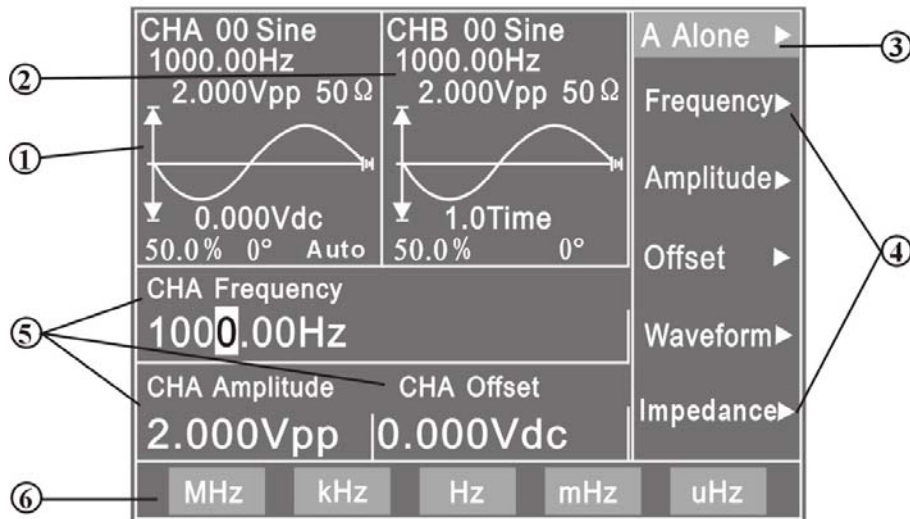 CHA 00 Sine
1000.00Hz
2.000Vpp 50Ω
0.000Vdc
50.0% 0° Auto
CHB 00 Sine
1000.00Hz
2.000Vpp 50Ω
1.0Time
50.0% 0°
A Alone
Frequency
Amplitude
Offset
Waveform
Impedance
CHA Frequency
1000.00Hz
CHA Amplitude
2.000Vpp
CHA Offset
0.000Vdc
MHz kHz Hz mHz uHz
②
①
⑤
⑥
③
④